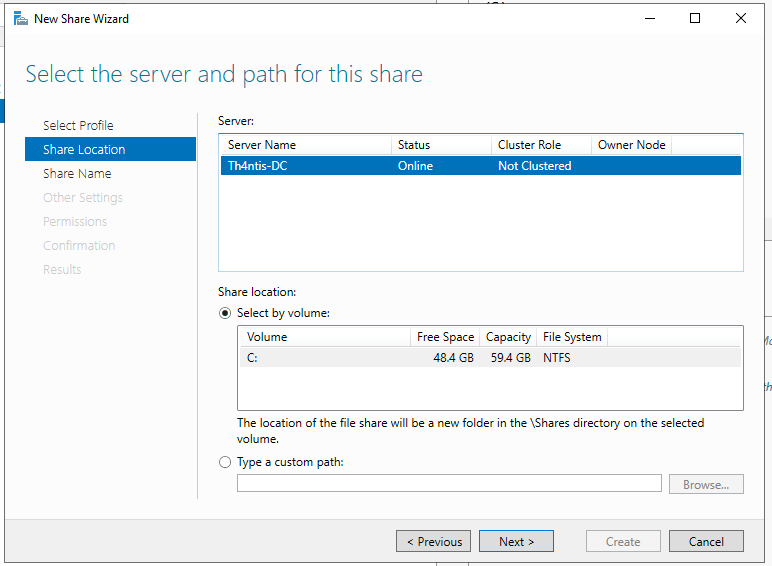 New Share Wizard
Select the server and path for this share
Select Profile
Share Location
Share Name
Other Settings
Permissions
Confirmation
Results
Server:
Server Name Status Cluster Role Owner Node
Th4ntis-DC Online Not Clustered
Share location:
Select by volume:
Volume Free Space Capacity File System
C: 48.4 GB 59.4 GB NTFS
The location of the file share will be a new folder in the \Shares directory on the selected
volume.
Type a custom path:
Browse...
< Previous Next > Create Cancel